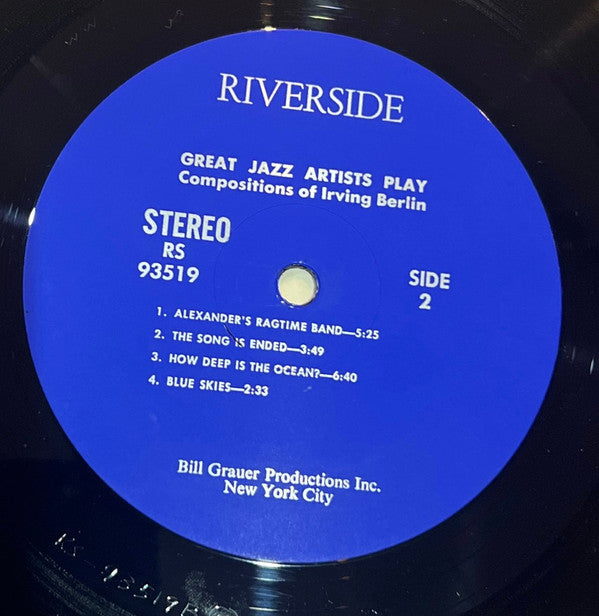 RIVERSIDE
GREAT JAZZ ARTISTS PLAY
Compositions of Irving Berlin
STEREO
RS
93519
SIDE
2
1. ALEXANDER'S RAGTIME BAND—5:25
2. THE SONG IS ENDED—3:49
3. HOW DEEP IS THE OCEAN?—6:40
4. BLUE SKIES—2:33
Bill Grauer Productions Inc.
New York City